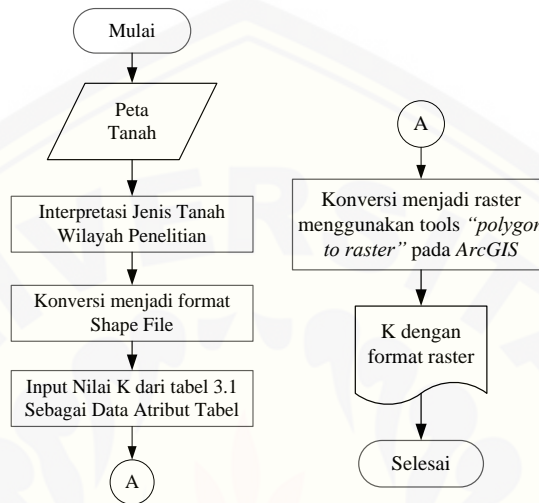 Mulai
Peta
Tanah
Interpretasi Jenis Tanah
Wilayah Penelitian
Konversi menjadi format
Shape File
Input Nilai K dari tabel 3.1
Sebagai Data Atribut Tabel
A
A
Konversi menjadi raster
menggunakan tools “polygon
to raster” pada ArcGIS
K dengan
format raster
Selesai